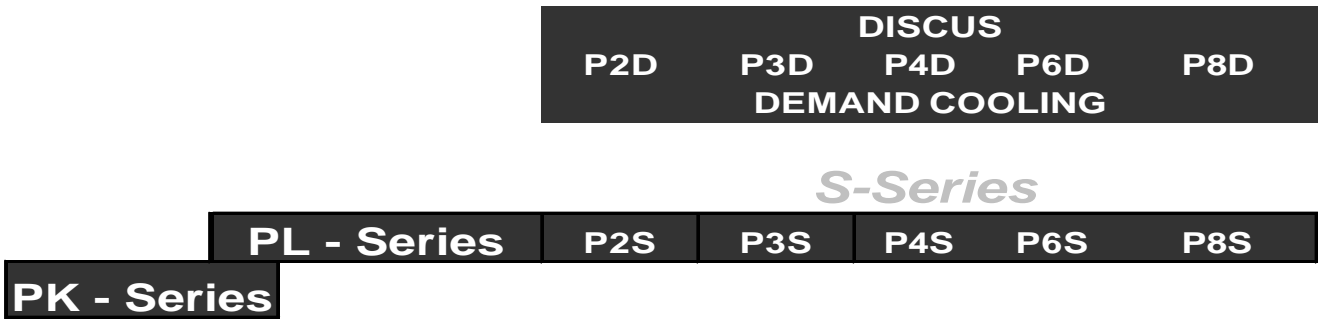 DISCUS
P2D P3D P4D P6D P8D
DEMAND COOLING
S-Series
PL - Series P2S P3S P4S P6S P8S
PK - Series